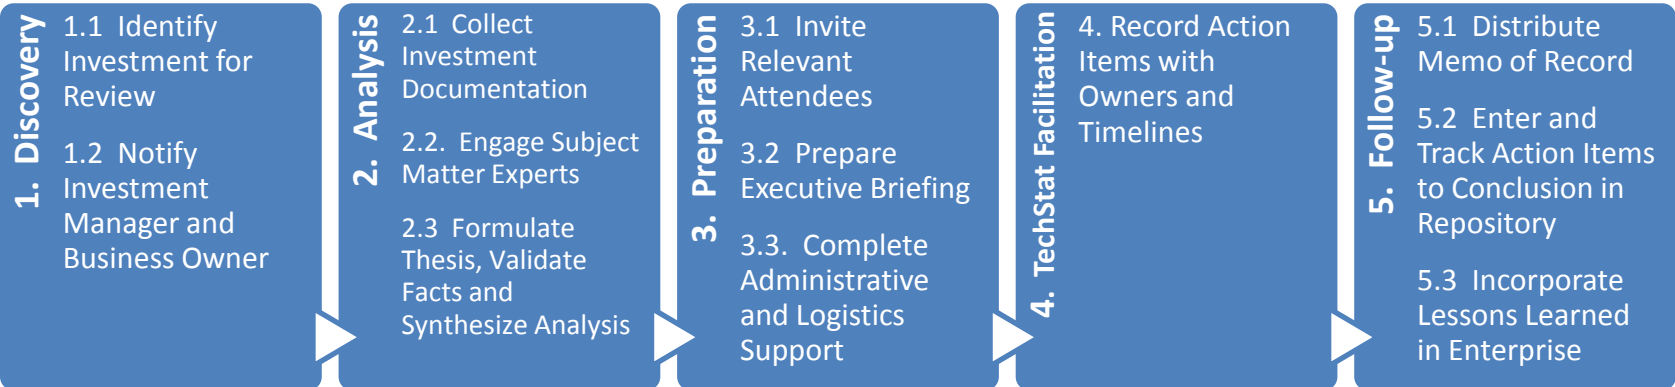 1. Discovery
1.1 Identify
Investment for
Review
1.2 Notify
Investment
Manager and
Business Owner
2. Analysis
2.1 Collect
Investment
Documentation
2.2. Engage Subject
Matter Experts
2.3 Formulate
Thesis, Validate
Facts and
Synthesize Analysis
3. Preparation
3.1 Invite
Relevant
Attendees
3.2 Prepare
Executive Briefing
3.3. Complete
Administrative
and Logistics
Support
4. TechStat Facilitation
4. Record Action
Items with
Owners and
Timelines
5. Follow-up
5.1 Distribute
Memo of Record
5.2 Enter and
Track Action Items
to Conclusion in
Repository
5.3 Incorporate
Lessons Learned
in Enterprise